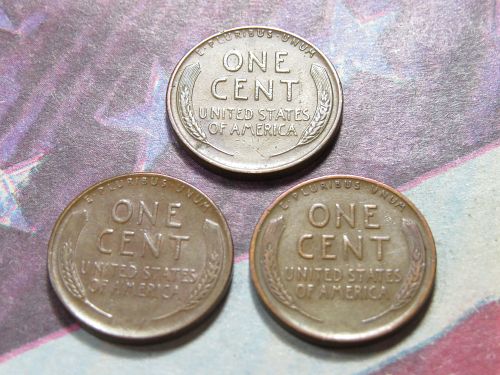 E·PLURIBUS·UNUM
ONE
CENT
UNITED STATES
OF AMERICA
E·PLURIBUS·UNUM
ONE
CENT
UNITED STATES
OF AMERICA
E·PLURIBUS·UNUM
ONE
CENT
UNITED STATES
OF AMERICA